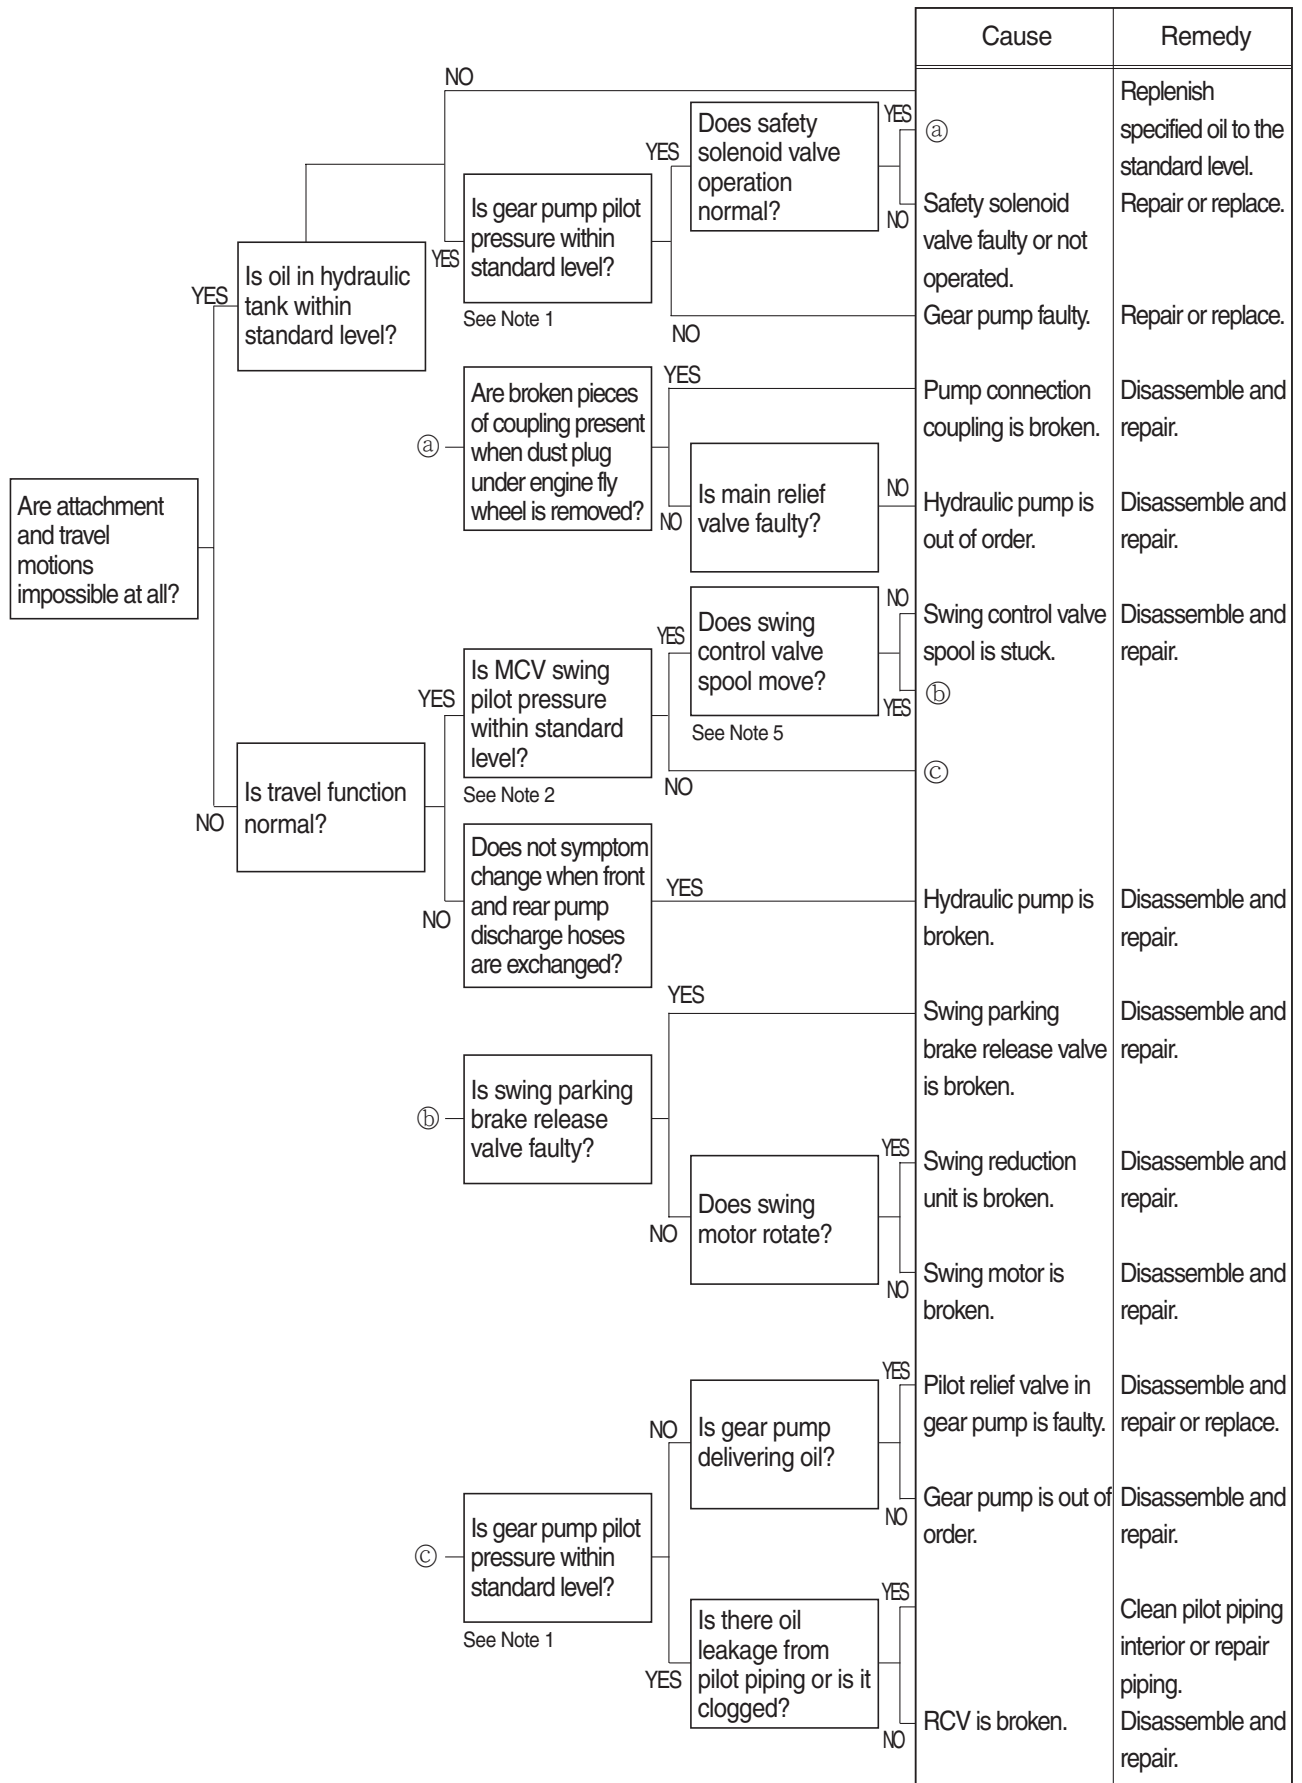 Cause
Remedy
NO
Replenish
specified oil to the
standard level.
YES
Does safety
solenoid valve
operation
normal?
YES
ⓐ
NO
Safety solenoid
valve faulty or not
operated.
Repair or replace.
Is gear pump pilot
pressure within
standard level?
YES
See Note 1
NO
Gear pump faulty.
Repair or replace.
YES
Is oil in hydraulic
tank within
standard level?
ⓐ
Are broken pieces
of coupling present
when dust plug
under engine fly
wheel is removed?
YES
Pump connection
coupling is broken.
Disassemble and
repair.
NO
Is main relief
valve faulty?
NO
Hydraulic pump is
out of order.
Disassemble and
repair.
Are attachment
and travel
motions
impossible at all?
YES
Does swing
control valve
spool move?
See Note 5
NO
Swing control valve
spool is stuck.
Disassemble and
repair.
YES
ⓑ
YES
Is MCV swing
pilot pressure
within standard
level?
See Note 2
NO
ⓒ
NO
Is travel function
normal?
NO
Does not symptom
change when front
and rear pump
discharge hoses
are exchanged?
YES
Hydraulic pump is
broken.
Disassemble and
repair.
YES
Swing parking
brake release valve
is broken.
Disassemble and
repair.
ⓑ
Is swing parking
brake release
valve faulty?
NO
Does swing
motor rotate?
YES
Swing reduction
unit is broken.
Disassemble and
repair.
NO
Swing motor is
broken.
Disassemble and
repair.
NO
Is gear pump
delivering oil?
YES
Pilot relief valve in
gear pump is faulty.
Disassemble and
repair or replace.
NO
Gear pump is out of
order.
Disassemble and
repair.
ⓒ
Is gear pump pilot
pressure within
standard level?
See Note 1
YES
Is there oil
leakage from
pilot piping or is it
clogged?
YES
Clean pilot piping
interior or repair
piping.
NO
RCV is broken.
Disassemble and
repair.